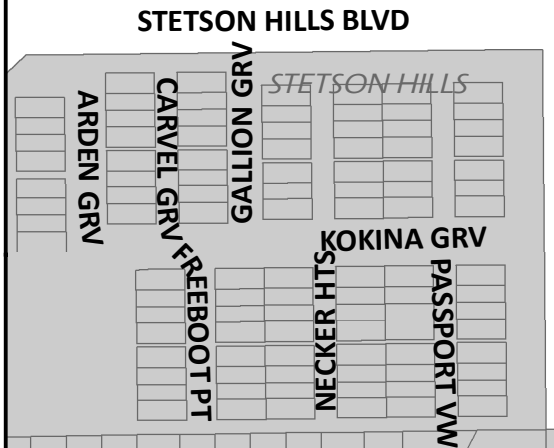 STETSON HILLS BLVD
STETSON HILLS
ARDEN GRV
CARVEL GRV
GALLION GRV
KOKINA GRV
FREEBOOT PT
NECKER HTS
PASSPORT VW